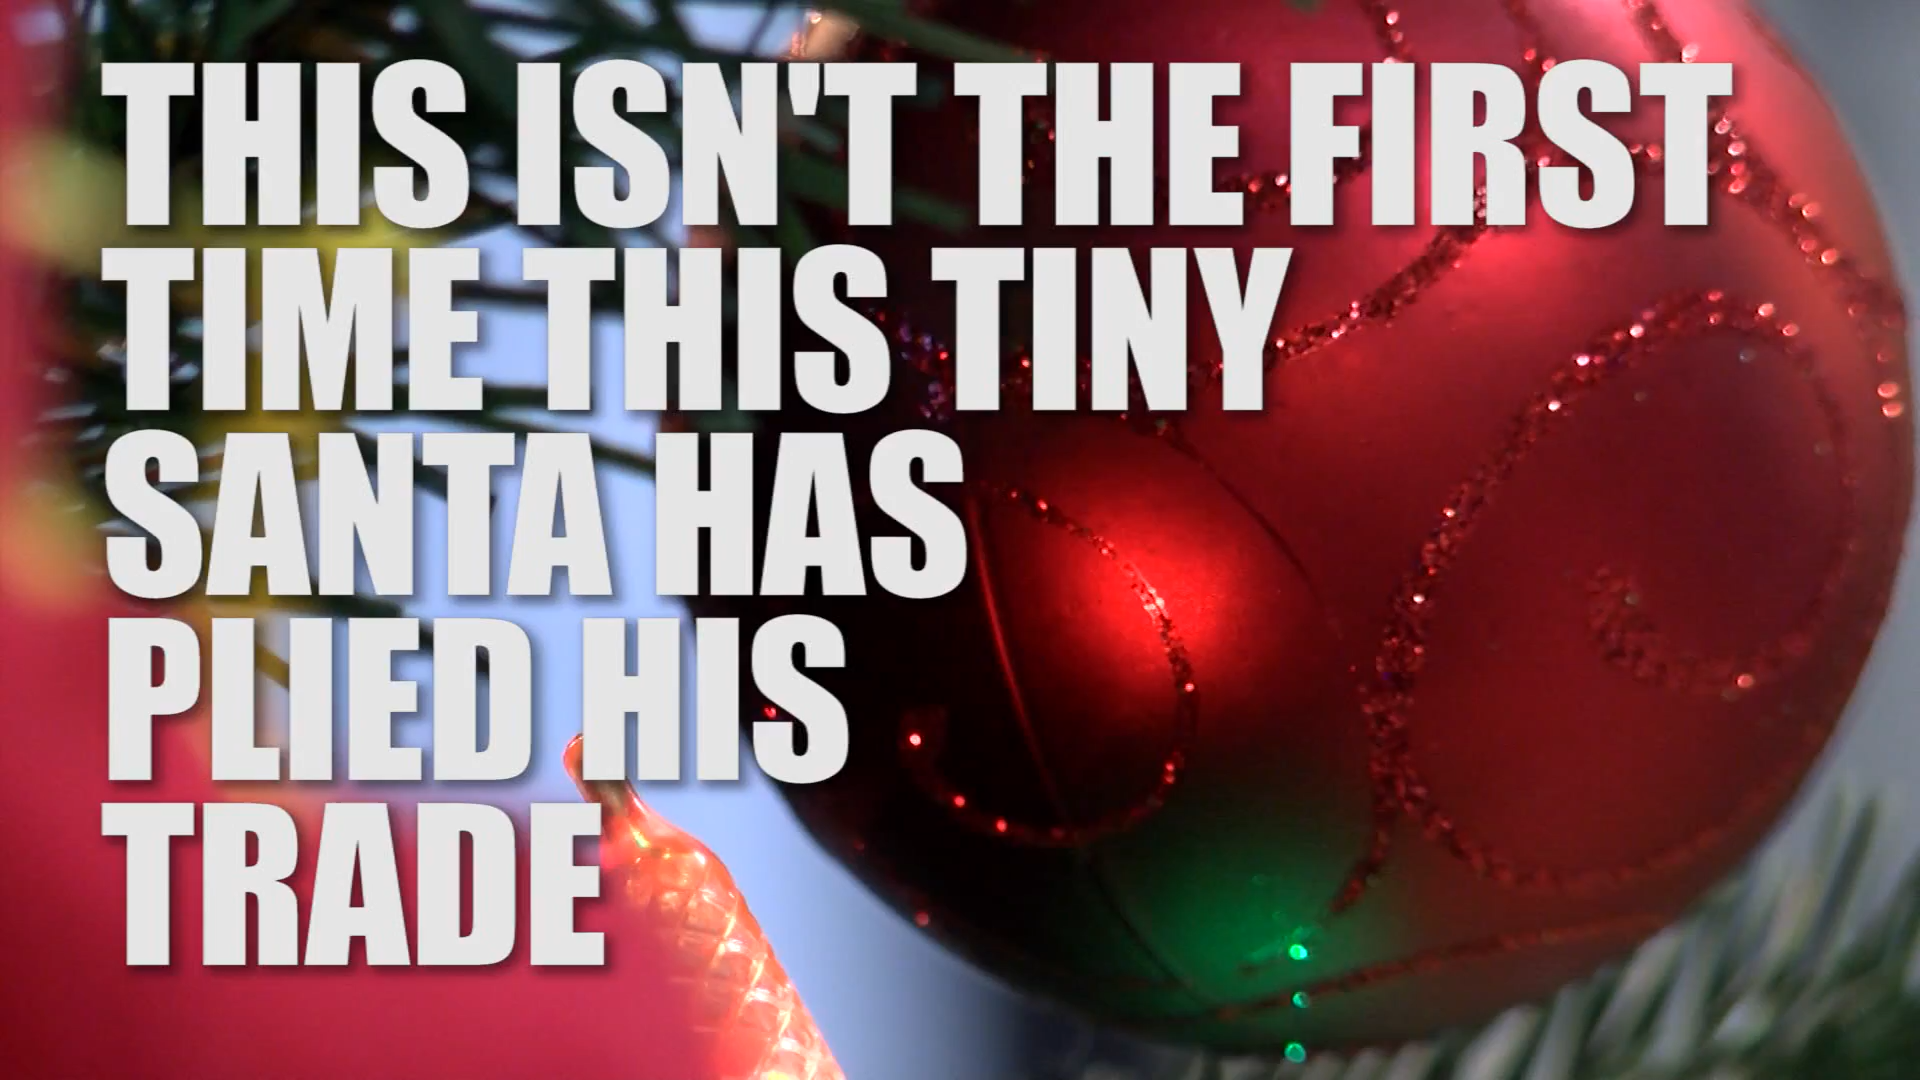 THIS ISN'T THE FIRST
TIME THIS TINY
SANTA HAS
PLIED HIS
TRADE